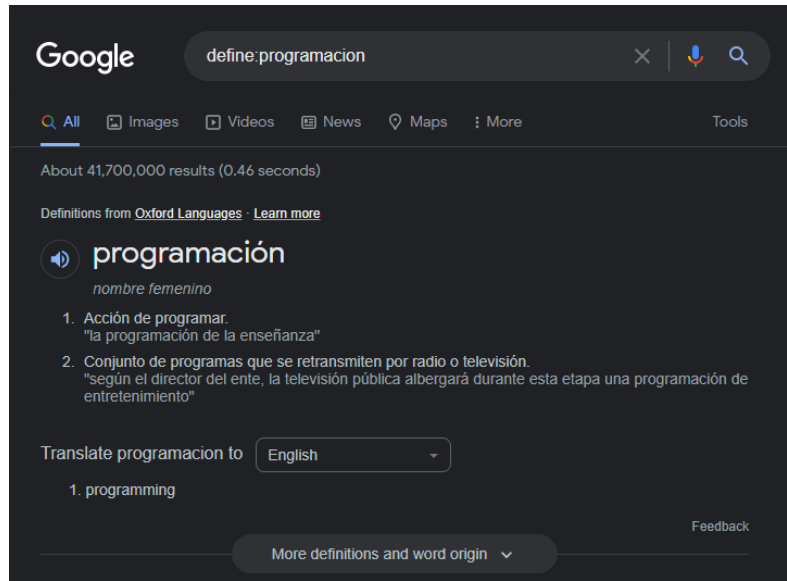 Google
define:programacion
All Images Videos News Maps More Tools
About 41,700,000 results (0.46 seconds)
Definitions from Oxford Languages · Learn more
programación
nombre femenino
1. Acción de programar.
"la programación de la enseñanza"
2. Conjunto de programas que se retransmiten por radio o televisión.
"según el director del ente, la televisión pública albergará durante esta etapa una programación de
entretenimiento"
Translate programacion to English
1. programming
Feedback
More definitions and word origin